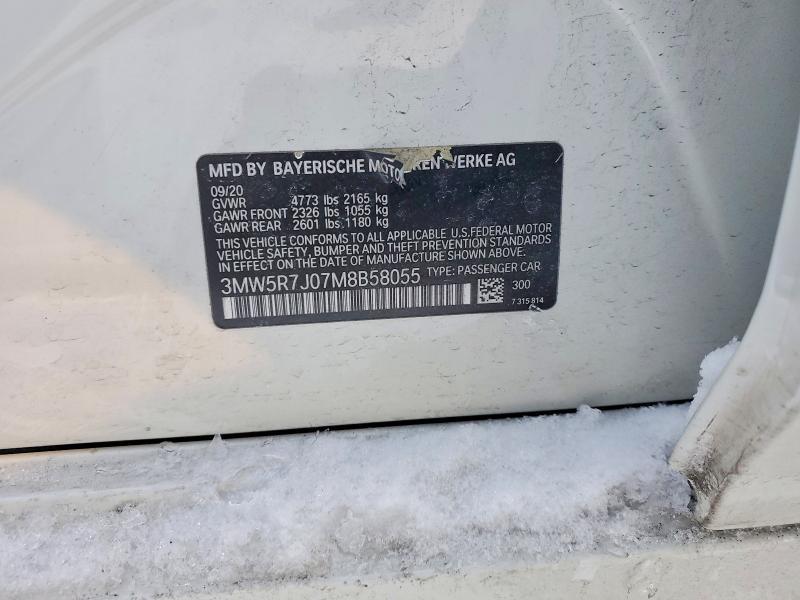 MFD BY BAYERISCHE MOTOREN WERKE AG
09/20
GVWR 4773 lbs 2165 kg
GAWR FRONT 2326 lbs 1055 kg
GAWR REAR 2601 lbs 1180 kg
THIS VEHICLE CONFORMS TO ALL APPLICABLE U.S.FEDERAL MOTOR
VEHICLE SAFETY, BUMPER, AND THEFT PREVENTION STANDARDS
IN EFFECT ON THE DATE OF MANUFACTURE SHOWN ABOVE.
3MW5R7J07M8B58055 TYPE: PASSENGER CAR
300
7 315 814